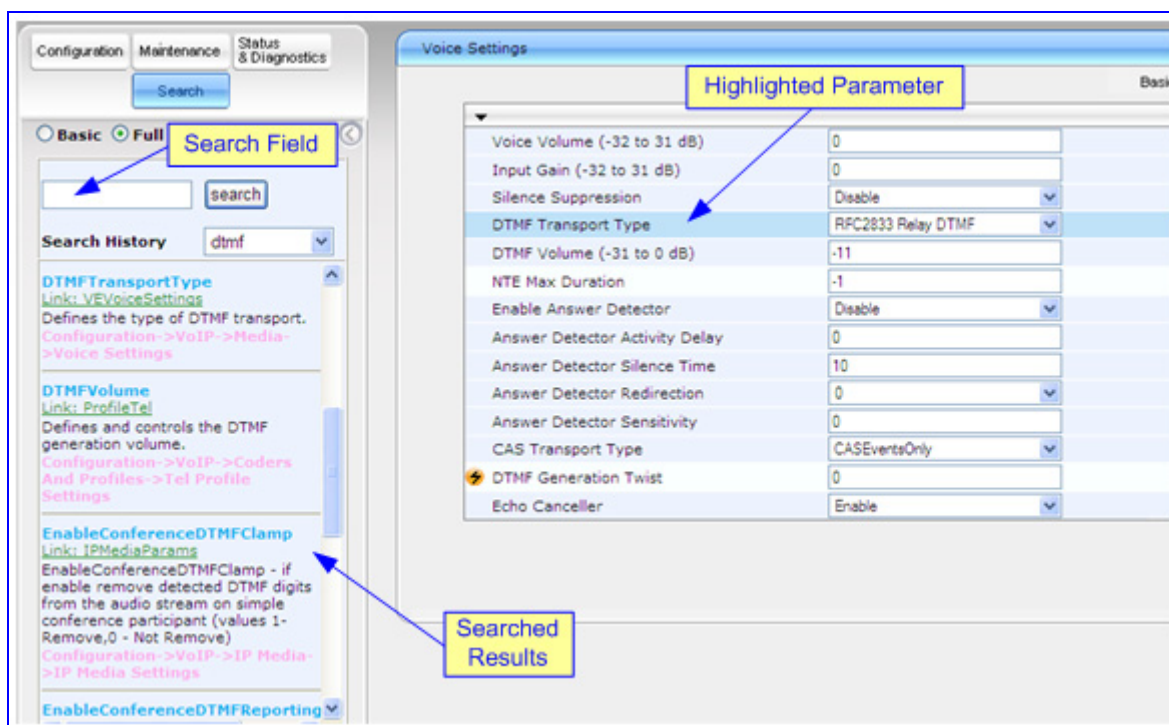 Configuration
Maintenance
Status
& Diagnostics
Search
Basic
Full
Search Field
search
Search History
dtmf
DTMFTransportType
Link: VEVoiceSettings
Defines the type of DTMF transport.
Configuration->VoIP->Media-
>Voice Settings
DTMFVolume
Link: ProfileTel
Defines and controls the DTMF
generation volume.
Configuration->VoIP->Coders
And Profiles->Tel Profile
Settings
EnableConferenceDTMFClamp
Link: IPMediaParams
EnableConferenceDTMFClamp - if
enable remove detected DTMF digits
from the audio stream on simple
conference participant (values 1-
Remove,0 - Not Remove)
Configuration->VoIP->IP Media-
>IP Media Settings
EnableConferenceDTMFReporting
Searched
Results
Voice Settings
Highlighted Parameter
Basi
Voice Volume (-32 to 31 dB) 0
Input Gain (-32 to 31 dB) 0
Silence Suppression Disable
DTMF Transport Type RFC2833 Relay DTMF
DTMF Volume (-31 to 0 dB) -11
NTE Max Duration -1
Enable Answer Detector Disable
Answer Detector Activity Delay 0
Answer Detector Silence Time 10
Answer Detector Redirection 0
Answer Detector Sensitivity 0
CAS Transport Type CASEventsOnly
DTMF Generation Twist 0
Echo Canceller Enable